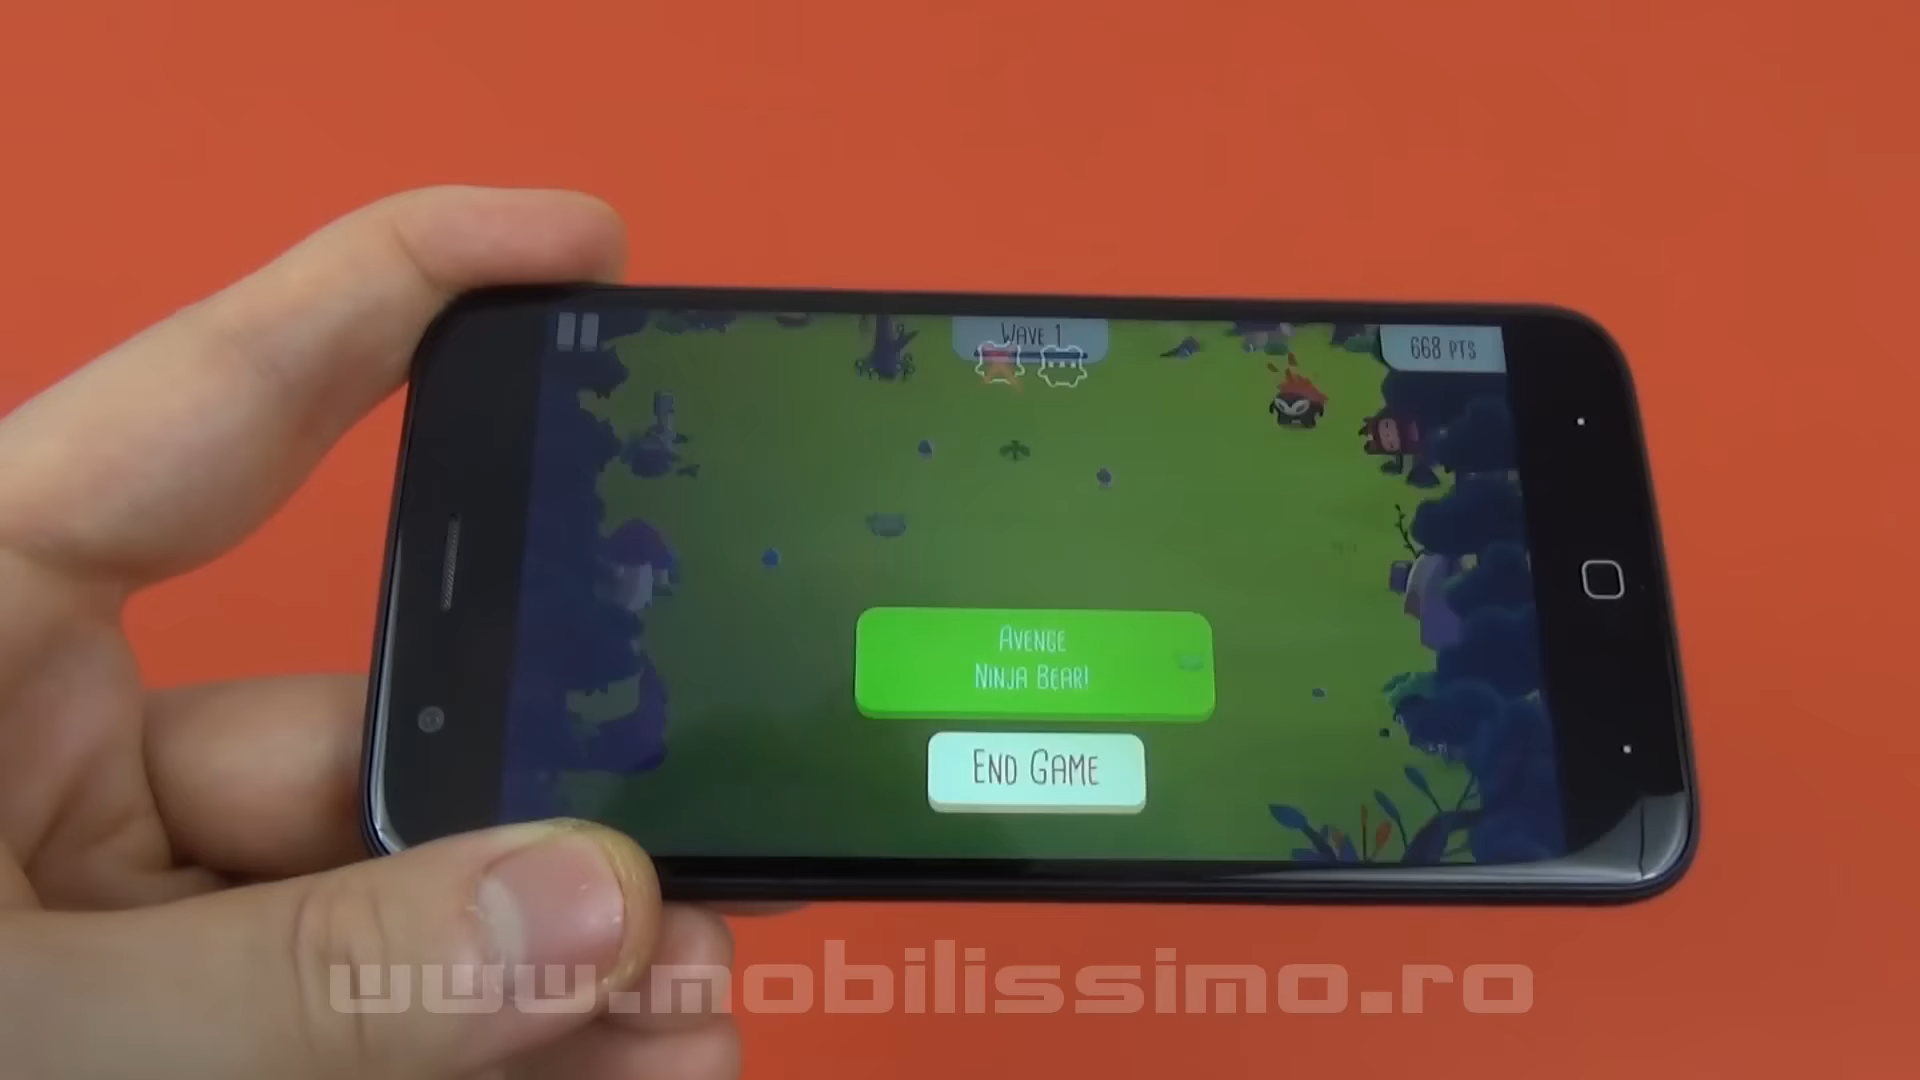 WAVE 1
668 PTS
AVENGE
NINJA BEAR!
END GAME
www.mobilissimo.ro